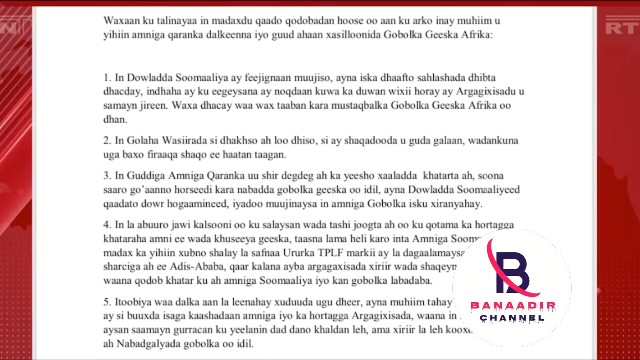 Waxaan ku talinayaa in madaxdu qaado qodobadan hoose oo aan ku arko inay muhiim u
yihiin amniga qaranka dalkeenna iyo guud ahaan xasilloonida Gobolka Geeska Afrika:
1. In Dowladda Soomaaliya ay feejignaan muujiso, ayna iska dhaafto sahlashada dhibta
dhacday, indhaha ay ku eegeysana ay noqdaan kuwa ka duwan wixii horay ay Argagixisadu u
samayn jireen. Waxa dhacay waa wax taaban kara mustaqbalka Gobolka Geeska Afrika oo
dhan.
2. In Golaha Wasiirada si dhakhso ah loo dhiso, si ay shaqadooda u guda galaan, wadankuna
uga baxo firaaqa shaqo ee haatan taagan.
3. In Guddiga Amniga Qaranka uu shir degdeg ah ka yeesho xaaladda khatarta ah, soona
saaro go'aanno horseedi kara nabadda gobolka geeska oo idil, ayna Dowladda Soomaaliyeed
qaadato dowr hogaamineed, iyadoo muujinaysa in amniga Gobolka isku xiranyahay.
4. In la abuuro jawi kalsooni oo ku salaysan wada tashi joogta ah oo ku qotama ka hortagga
khataraha amni ee wada khuseeya geeska, taasna lama heli karo inta Amniga
madax ka yihiin xubno shalay la safnaa Ururka TPLF markii ay la
sharciga ah ee Adis-Ababa, qaar kalana ayba argagaxisada xiriir wada
waana qodob khatar ku ah amniga Soomaaliya iyo kan gobolka labadaba.
5. Itoobiya waa dalka aan la leenahay xuduuda ugu dheer, ayna muhiim
ay si buuxda isaga kaashadaan amniga iyo ka hortagga Argagixisada, waana in
aysan saamayn gurracan ku yeelanin dad dano khaldan leh, ama xiriir la leh
ah Nabadgalyada gobolka oo idil.
B
BANAADIR
CHANNEL